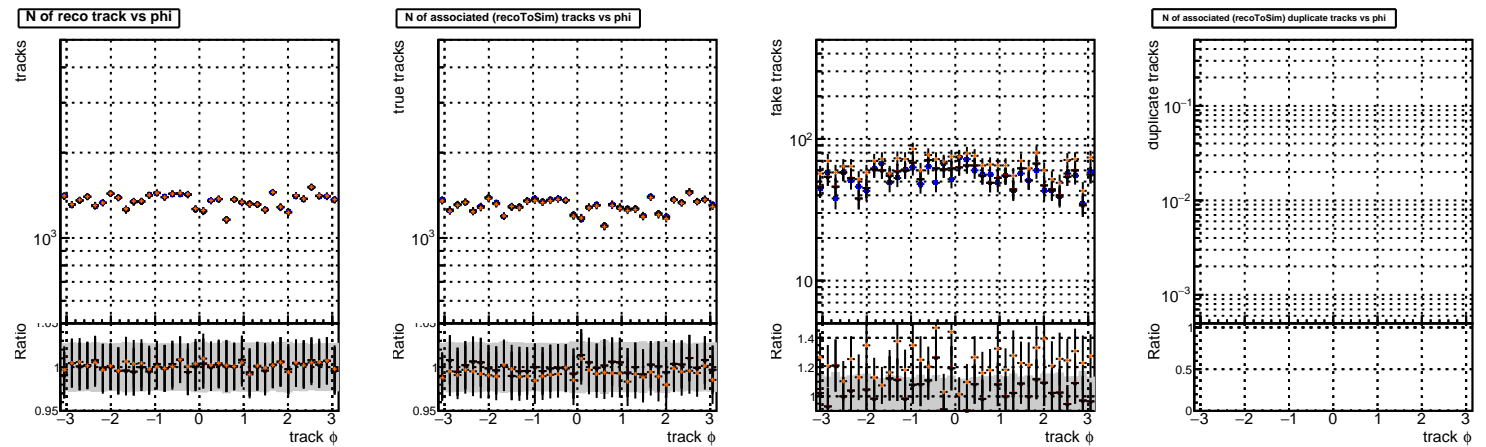 N of reco track vs phi
tracks
10³
Ratio
1.05
1
0.95
−3 −2 −1 0 1 2 3
track ϕ
N of associated (recoToSim) tracks vs phi
true tracks
10³
Ratio
1.05
1
0.95
−3 −2 −1 0 1 2 3
track ϕ
fake tracks
10²
10
Ratio
1.4
1.2
1
−3 −2 −1 0 1 2 3
track ϕ
N of associated (recoToSim) duplicate tracks vs phi
duplicate tracks
10⁻¹
10⁻²
10⁻³
Ratio
1
0.5
0
−3 −2 −1 0 1 2 3
track ϕ